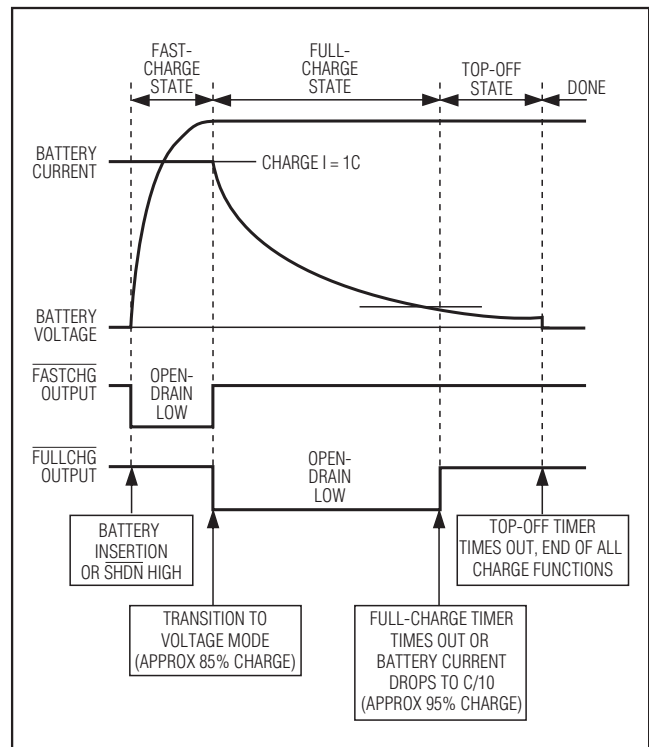 FAST-
CHARGE
STATE
FULL-
CHARGE
STATE
TOP-OFF
STATE
DONE
BATTERY
CURRENT
CHARGE I = 1C
BATTERY
VOLTAGE
FASTCHG
OUTPUT
OPEN-
DRAIN
LOW
FULLCHG
OUTPUT
OPEN-
DRAIN
LOW
BATTERY
INSERTION
OR SHDN HIGH
TRANSITION TO
VOLTAGE MODE
(APPROX 85% CHARGE)
FULL-CHARGE TIMER
TIMES OUT OR
BATTERY CURRENT
DROPS TO C/10
(APPROX 95% CHARGE)
TOP-OFF TIMER
TIMES OUT, END OF ALL
CHARGE FUNCTIONS